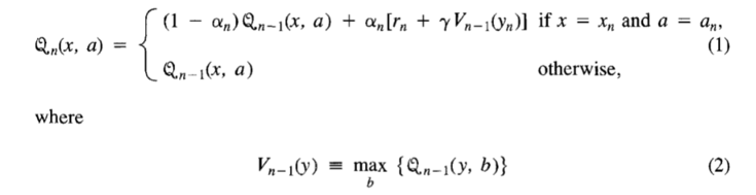 𝒬ₙ(x, a) = { (1 − αₙ)𝒬ₙ₋₁(x, a) + αₙ[rₙ + γVₙ₋₁(yₙ)] if x = xₙ and a = aₙ,
(1)
𝒬ₙ₋₁(x, a) otherwise,
where
Vₙ₋₁(y) ≡ max {𝒬ₙ₋₁(y, b)} (2)
b